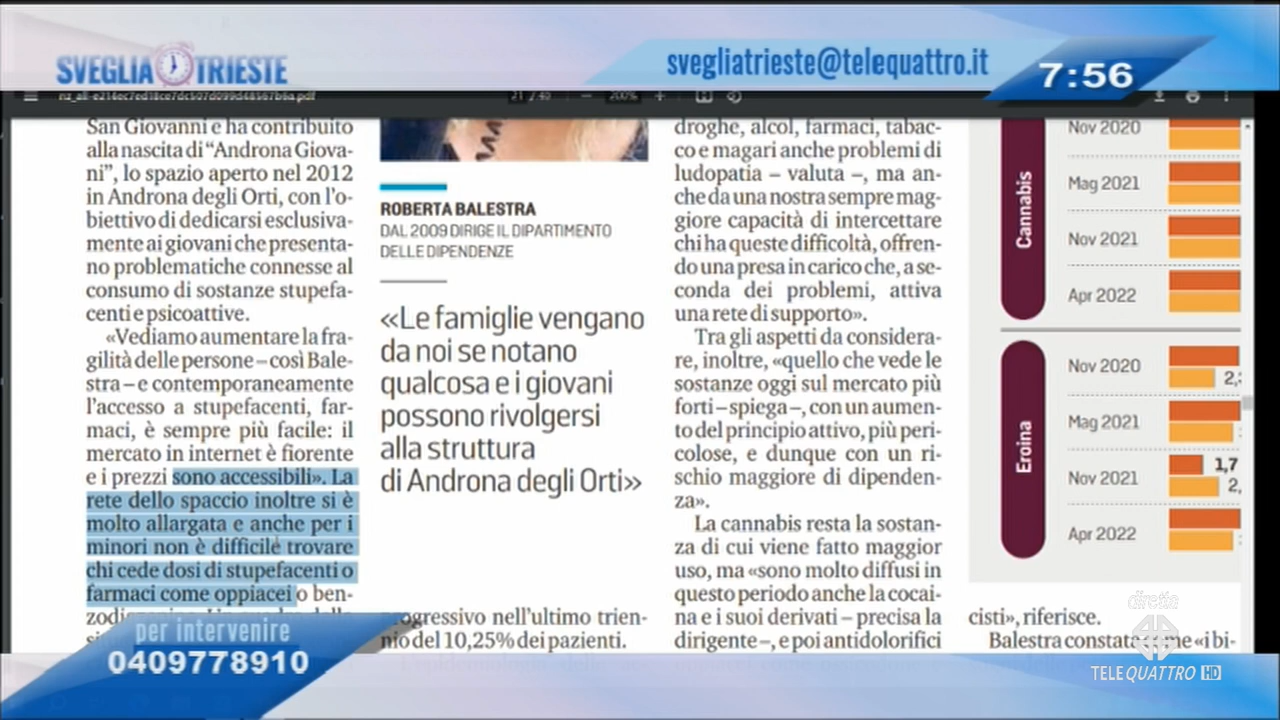 SVEGLIA TRIESTE
svegliatrieste@telequattro.it
7:56
200%
San Giovanni e ha contribuito
alla nascita di “Androna Giova-
ni”, lo spazio aperto nel 2012
in Androna degli Orti, con l’o-
biettivo di dedicarsi esclusiva-
mente ai giovani che presenta-
no problematiche connesse al
consumo di sostanze stupefa-
centi e psicoattive.
«Vediamo aumentare la fra-
gilità delle persone – così Bale-
stra – e contemporaneamente
l’accesso a stupefacenti, far-
maci, è sempre più facile: il
mercato in internet è fiorente
e i prezzi sono accessibili». La
rete dello spaccio inoltre si è
molto allargata e anche per i
minori non è difficile trovare
chi cede dosi di stupefacenti o
farmaci come oppiacei o ben-
ROBERTA BALESTRA
DAL 2009 DIRIGE IL DIPARTIMENTO
DELLE DIPENDENZE
«Le famiglie vengano
da noi se notano
qualcosa e i giovani
possono rivolgersi
alla struttura
di Androna degli Orti»
nell’ultimo trien-
nio del 10,25% dei pazienti.
droghe, alcol, farmaci, tabac-
co e magari anche problemi di
ludopatia – valuta –, ma an-
che da una nostra sempre mag-
giore capacità di intercettare
chi ha queste difficoltà, offren-
do una presa in carico che, a se-
conda dei problemi, attiva
una rete di supporto».
Tra gli aspetti da considera-
re, inoltre, «quello che vede le
sostanze oggi sul mercato più
forti – spiega –, con un aumen-
to del principio attivo, più peri-
colose, e dunque con un ri-
schio maggiore di dipenden-
za».
La cannabis resta la sostan-
za di cui viene fatto maggior
uso, ma «sono molto diffusi in
questo periodo anche la cocai-
na e i suoi derivati – precisa la
dirigente –, e poi antidolorifici
Cannabis
Nov 2020
Mag 2021
Nov 2021
Apr 2022
Eroina
Nov 2020
Mag 2021
Nov 2021
1,7
2,
Apr 2022
cisti», riferisce.
Balestra constata come «i bi-
per intervenire
0409778910
diretta
TELEQUATTRO HD